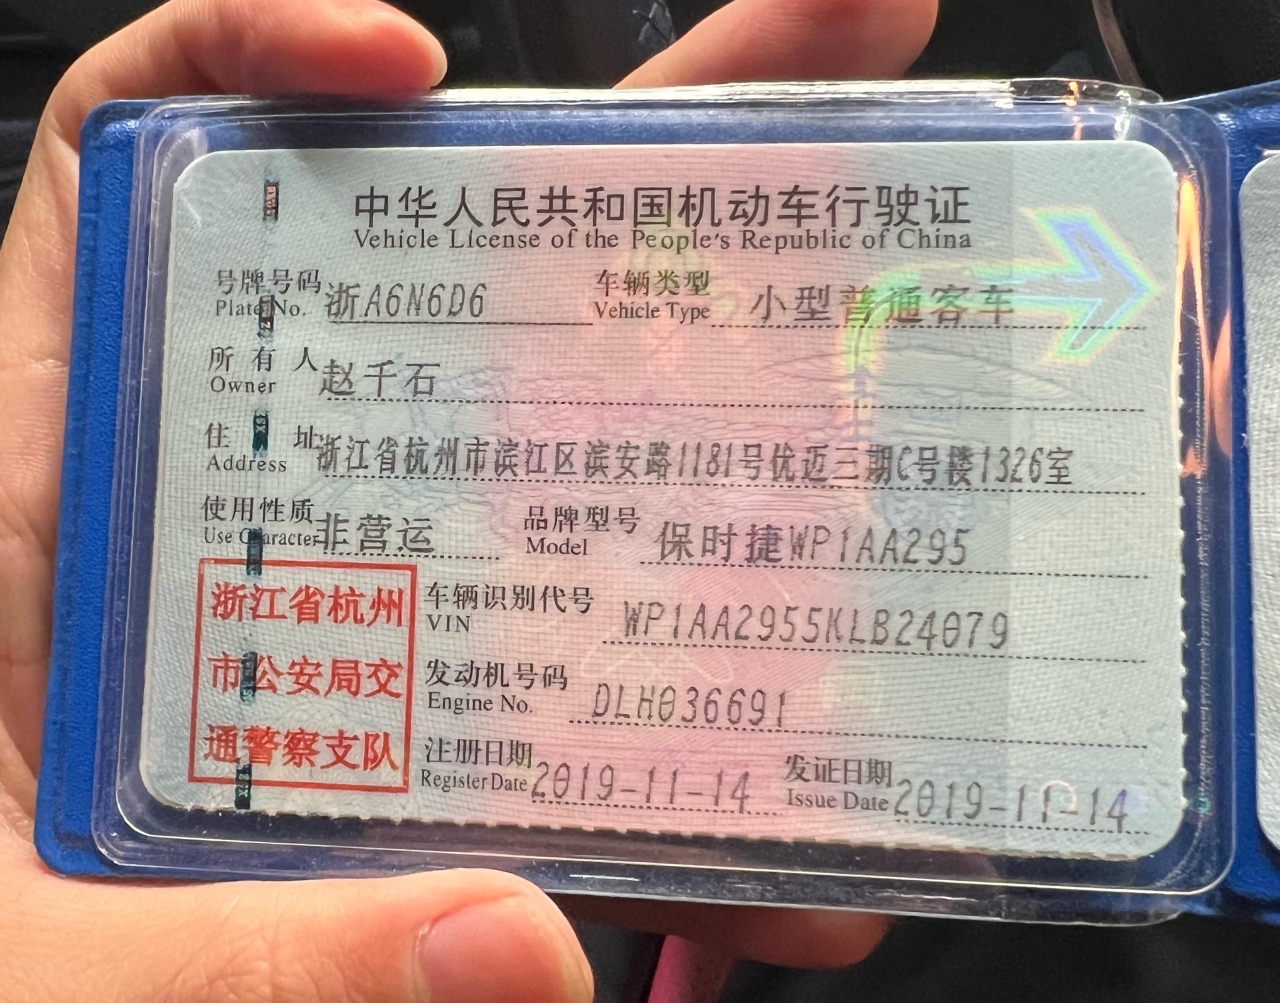 中华人民共和国机动车行驶证
Vehicle License of the People's Republic of China
号牌号码 浙A6N6D6 车辆类型 小型普通客车
Plate No. Vehicle Type
所有人 赵千石
Owner
住址 浙江省杭州市滨江区滨安路1181号优迈三期C号楼1326室
Address
使用性质 非营运 品牌型号 保时捷WP1AA295
Use Character Model
浙江省杭州
市公安局交
通警察支队
车辆识别代号 WP1AA2955KLB24079
VIN
发动机号码 DLH036691
Engine No.
注册日期 2019-11-14 发证日期 2019-11-14
Register Date Issue Date